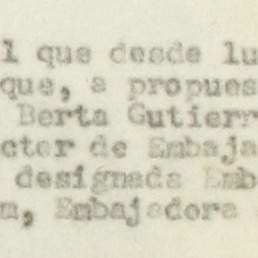 l que desde lu
que, a propues
Berta Gutierr
cter de Embaja
designada Emb
m, Embajadora